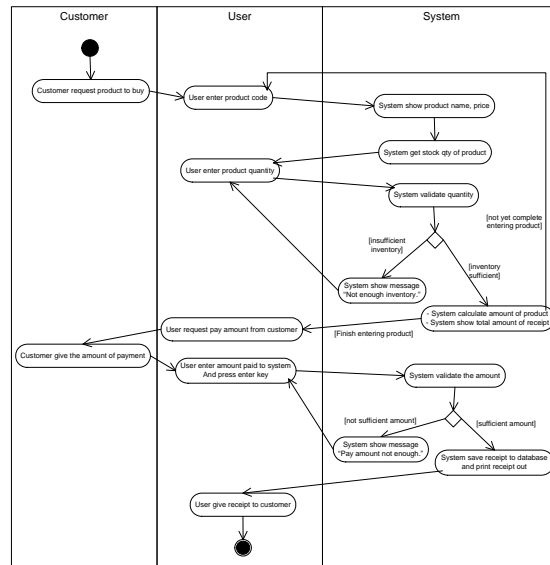 Customer
User
System
Customer request product to buy
User enter product code
System show product name, price
System get stock qty of product
User enter product quantity
System validate quantity
[not yet complete
entering product]
[insufficient
inventory]
[inventory
sufficient]
System show message
"Not enough inventory."
- System calculate amount of product
- System show total amount of receipt
User request pay amount from customer
[Finish entering product]
Customer give the amount of payment
User enter amount paid to system
And press enter key
System validate the amount
[not sufficient amount]
[sufficient amount]
System show message
"Pay amount not enough."
System save receipt to database
and print receipt out
User give receipt to customer